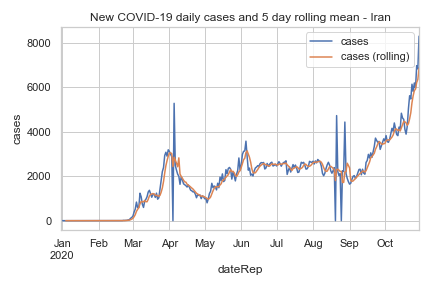 New COVID-19 daily cases and 5 day rolling mean - Iran
cases
cases (rolling)
8000
6000
4000
2000
0
cases
Jan Feb Mar Apr May Jun Jul Aug Sep Oct
2020
dateRep